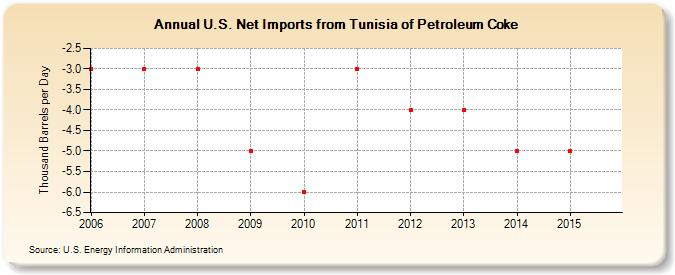 Annual U.S. Net Imports from Tunisia of Petroleum Coke
Thousand Barrels per Day
-2.5
-3.0
-3.5
-4.0
-4.5
-5.0
-5.5
-6.0
-6.5
2006 2007 2008 2009 2010 2011 2012 2013 2014 2015
Source: U.S. Energy Information Administration